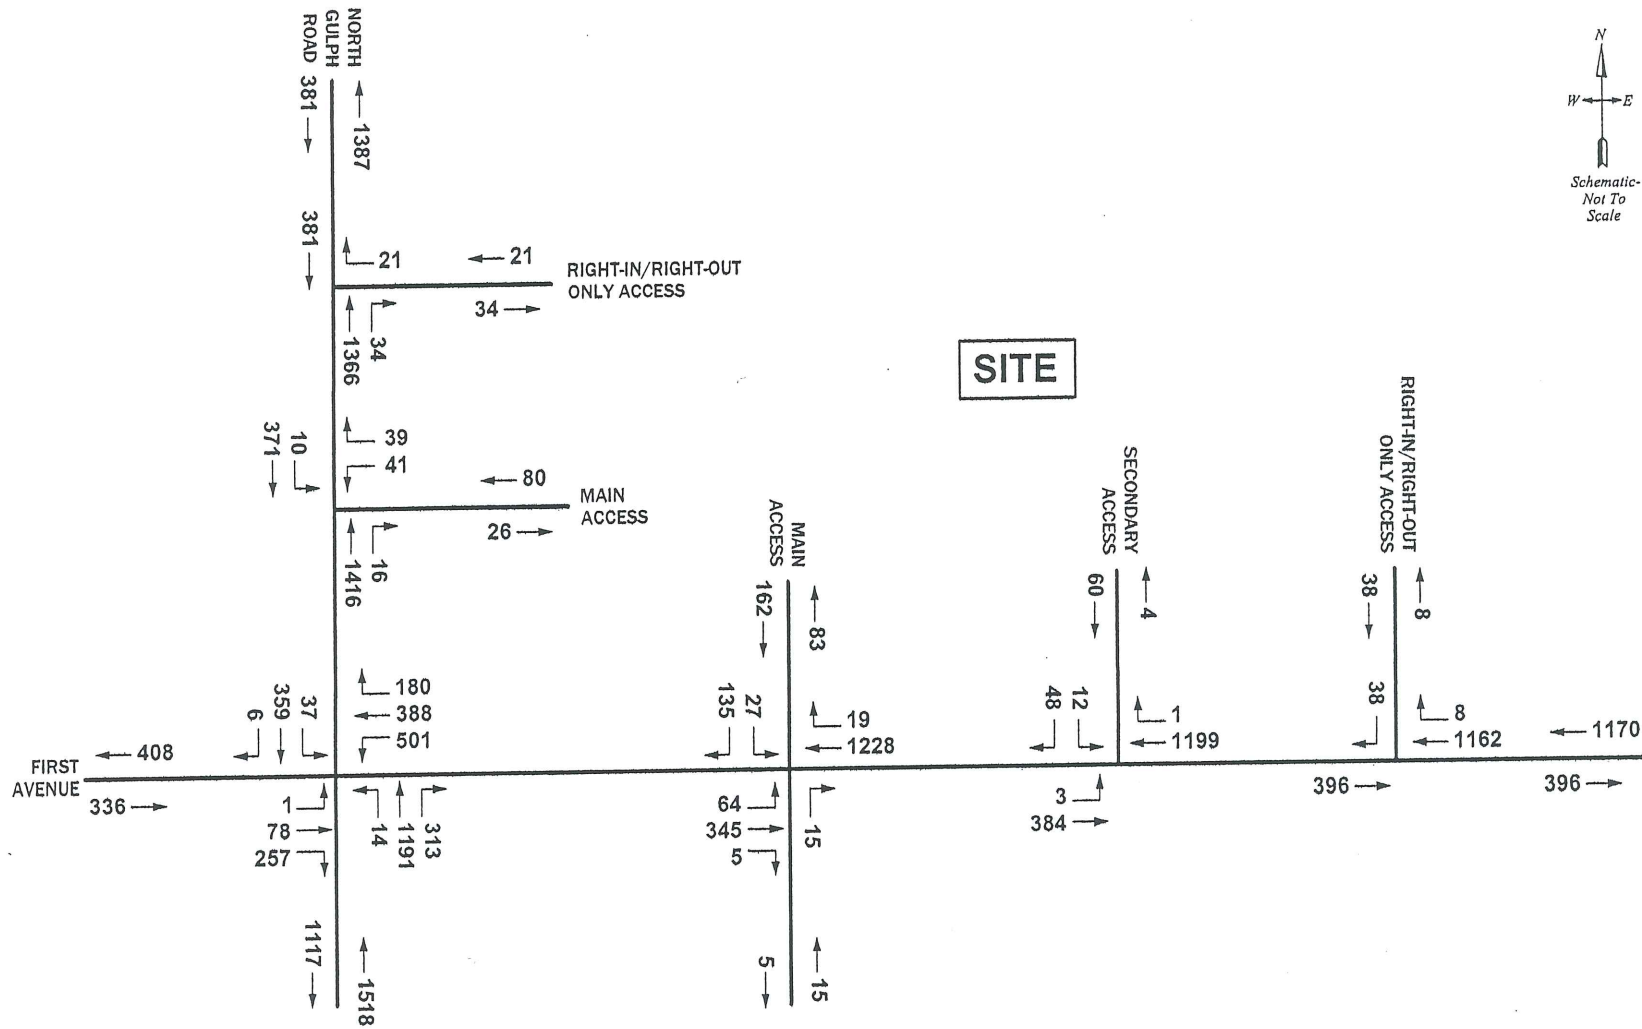 NORTH
GULPH
ROAD
381
1387
N
W E
Schematic-
Not To
Scale
381
21
21
RIGHT-IN/RIGHT-OUT
ONLY ACCESS
34
34
1366
SITE
39
41
10
371
80
MAIN
ACCESS
26
16
1416
MAIN
ACCESS
162
83
SECONDARY
ACCESS
60
4
RIGHT-IN/RIGHT-OUT
ONLY ACCESS
38
8
180
388
501
37
359
6
135
27
19
1228
48
12
1
1199
38
8
1162
1170
408
FIRST
AVENUE
336
1
78
257
14
1191
313
64
345
5
15
3
384
396
396
1117
1518
5
15